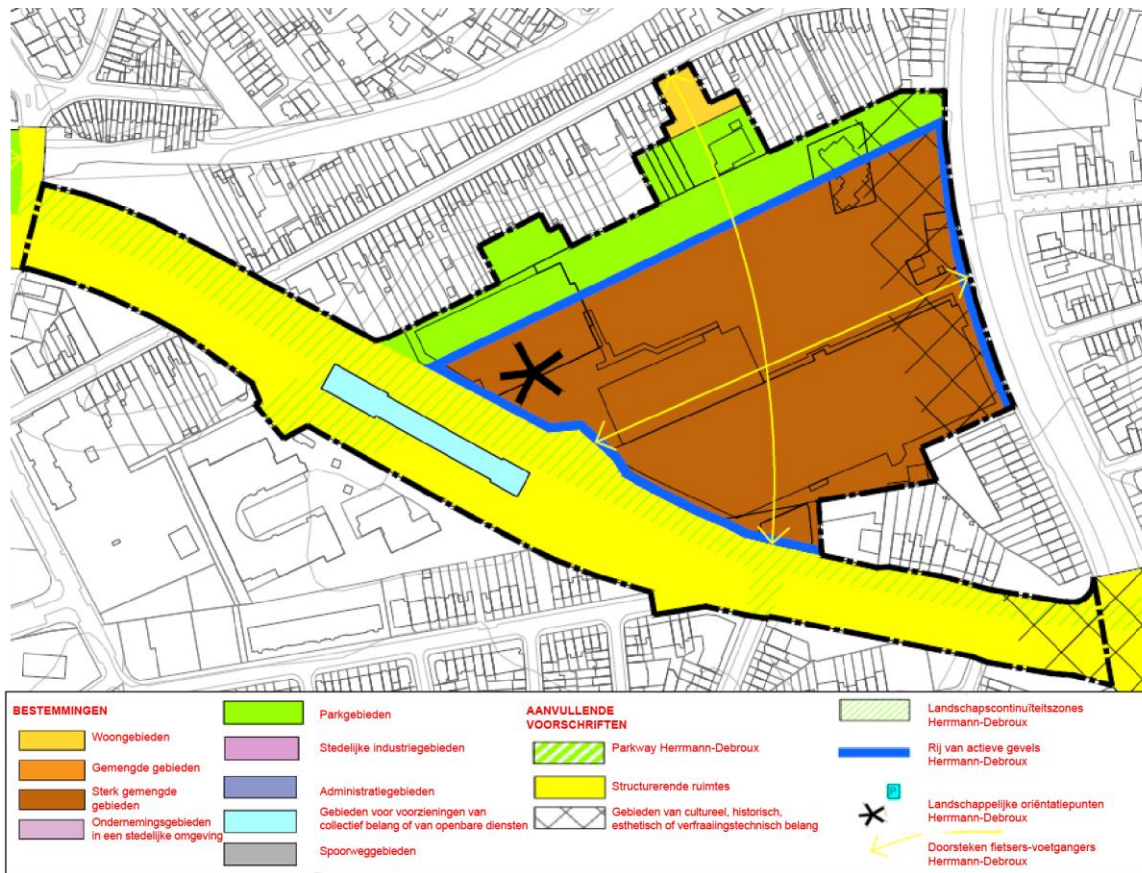 BESTEMMINGEN
Woongebieden
Gemengde gebieden
Sterk gemengde
gebieden
Ondernemingsgebieden
in een stedelijke omgeving
Parkgebieden
Stedelijke industriegebieden
Administratiegebieden
Gebieden voor voorzieningen van
collectief belang of van openbare diensten
Spoorweggebieden
AANVULLENDE
VOORSCHRIFTEN
Parkway Herrmann-Debroux
Structurerende ruimtes
Gebieden van cultureel, historisch,
esthetisch of verfraaiingstechnisch belang
Landschapscontinuïteitszones
Herrmann-Debroux
Rij van actieve gevels
Herrmann-Debroux
P
Landschappelijke oriëntatiepunten
Herrmann-Debroux
Doorsteken fietsers-voetgangers
Herrmann-Debroux